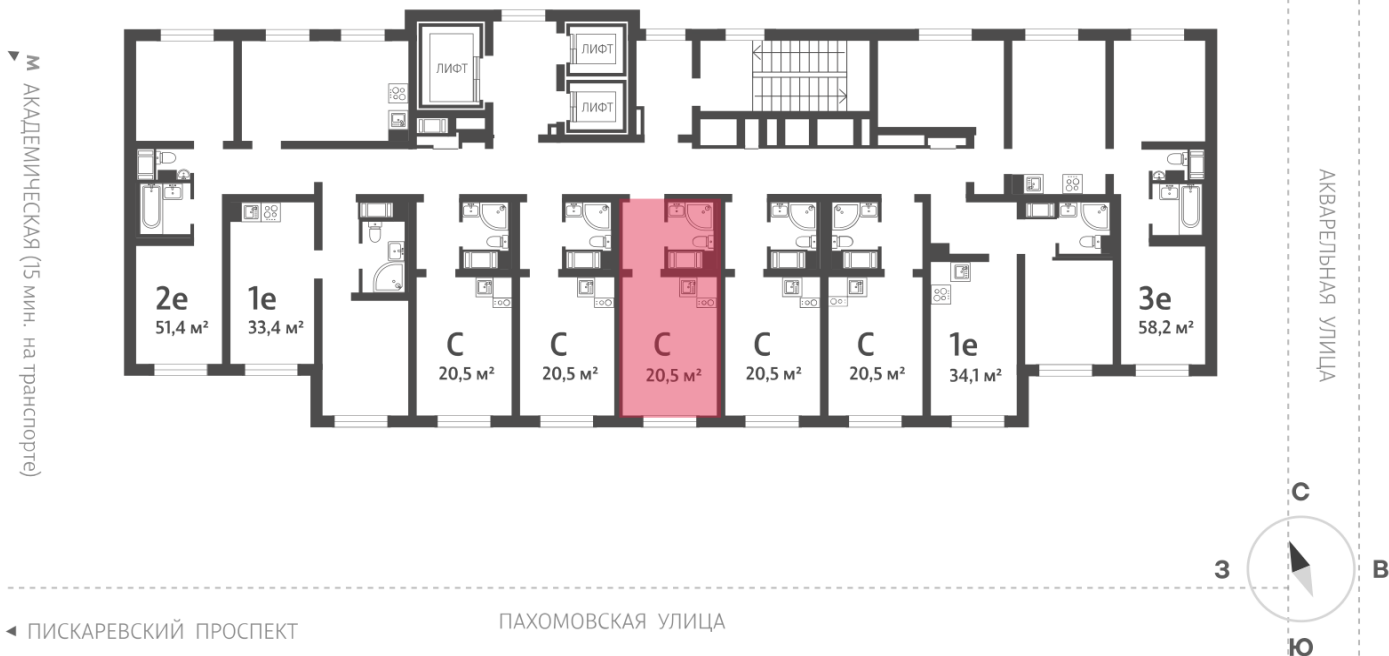 ЛИФТ
ЛИФТ
ЛИФТ
М АКАДЕМИЧЕСКАЯ (15 мин. на транспорте)
АКВАРЕЛЬНАЯ УЛИЦА
2е
51,4 м²
1е
33,4 м²
С
20,5 м²
С
20,5 м²
С
20,5 м²
С
20,5 м²
С
20,5 м²
1е
34,1 м²
3е
58,2 м²
С
З
В
Ю
ПАХОМОВСКАЯ УЛИЦА
ПИСКАРЕВСКИЙ ПРОСПЕКТ